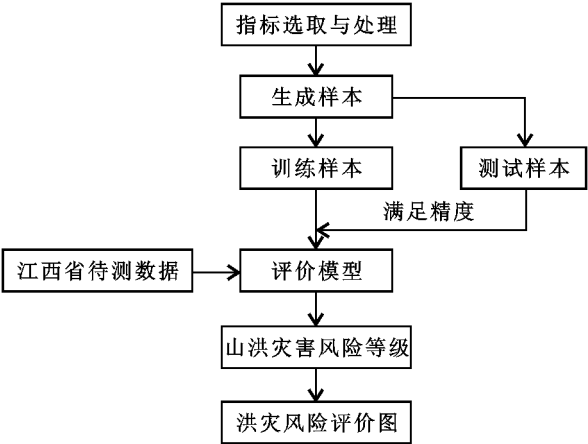 指标选取与处理
生成样本
训练样本
测试样本
满足精度
江西省待测数据
评价模型
山洪灾害风险等级
洪灾风险评价图